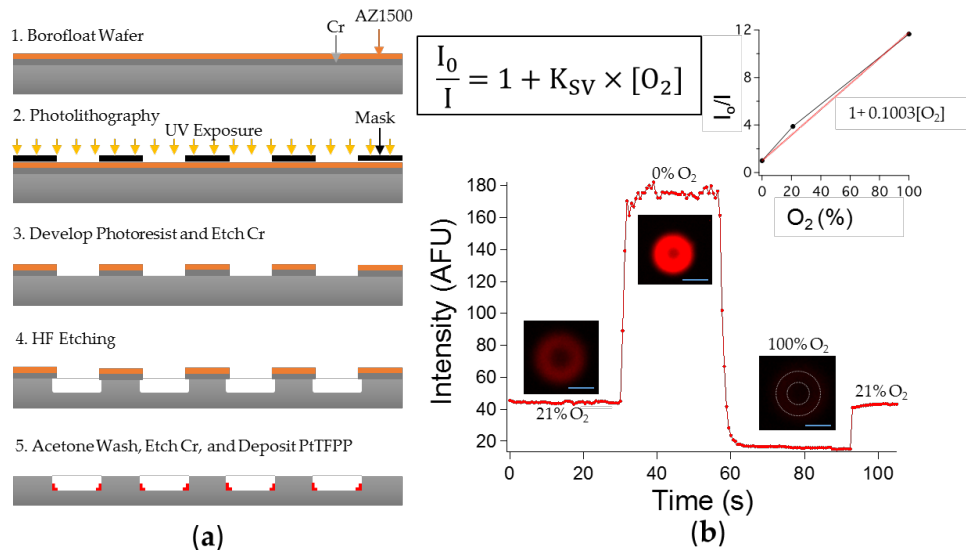 1. Borofloat Wafer
Cr
AZ1500
2. Photolithography
UV Exposure
Mask
3. Develop Photoresist and Etch Cr
4. HF Etching
5. Acetone Wash, Etch Cr, and Deposit PtTFPP
(a)
I₀/I = 1 + K_SV × [O₂]
I₀/I
12
8
4
0
1+ 0.1003[O₂]
0 20 40 60 80 100
O₂ (%)
Intensity (AFU)
180
160
140
120
100
80
60
40
20
0% O₂
21% O₂
100% O₂
21% O₂
0 20 40 60 80 100
Time (s)
(b)